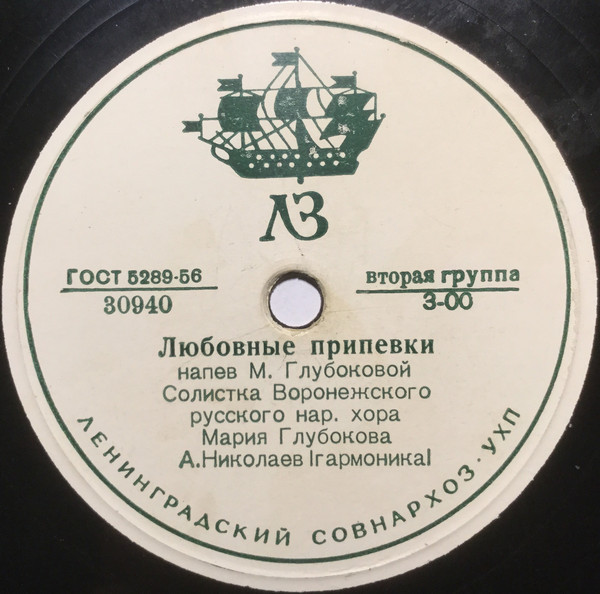 ЛЗ
ГОСТ 5289-56
30940
вторая группа
3-00
Любовные припевки
напев М. Глубоковой
Солистка Воронежского
русского нар. хора
Мария Глубокова
А.Николаев |гармоника|
ЛЕНИНГРАДСКИЙ СОВНАРХОЗ · УХП